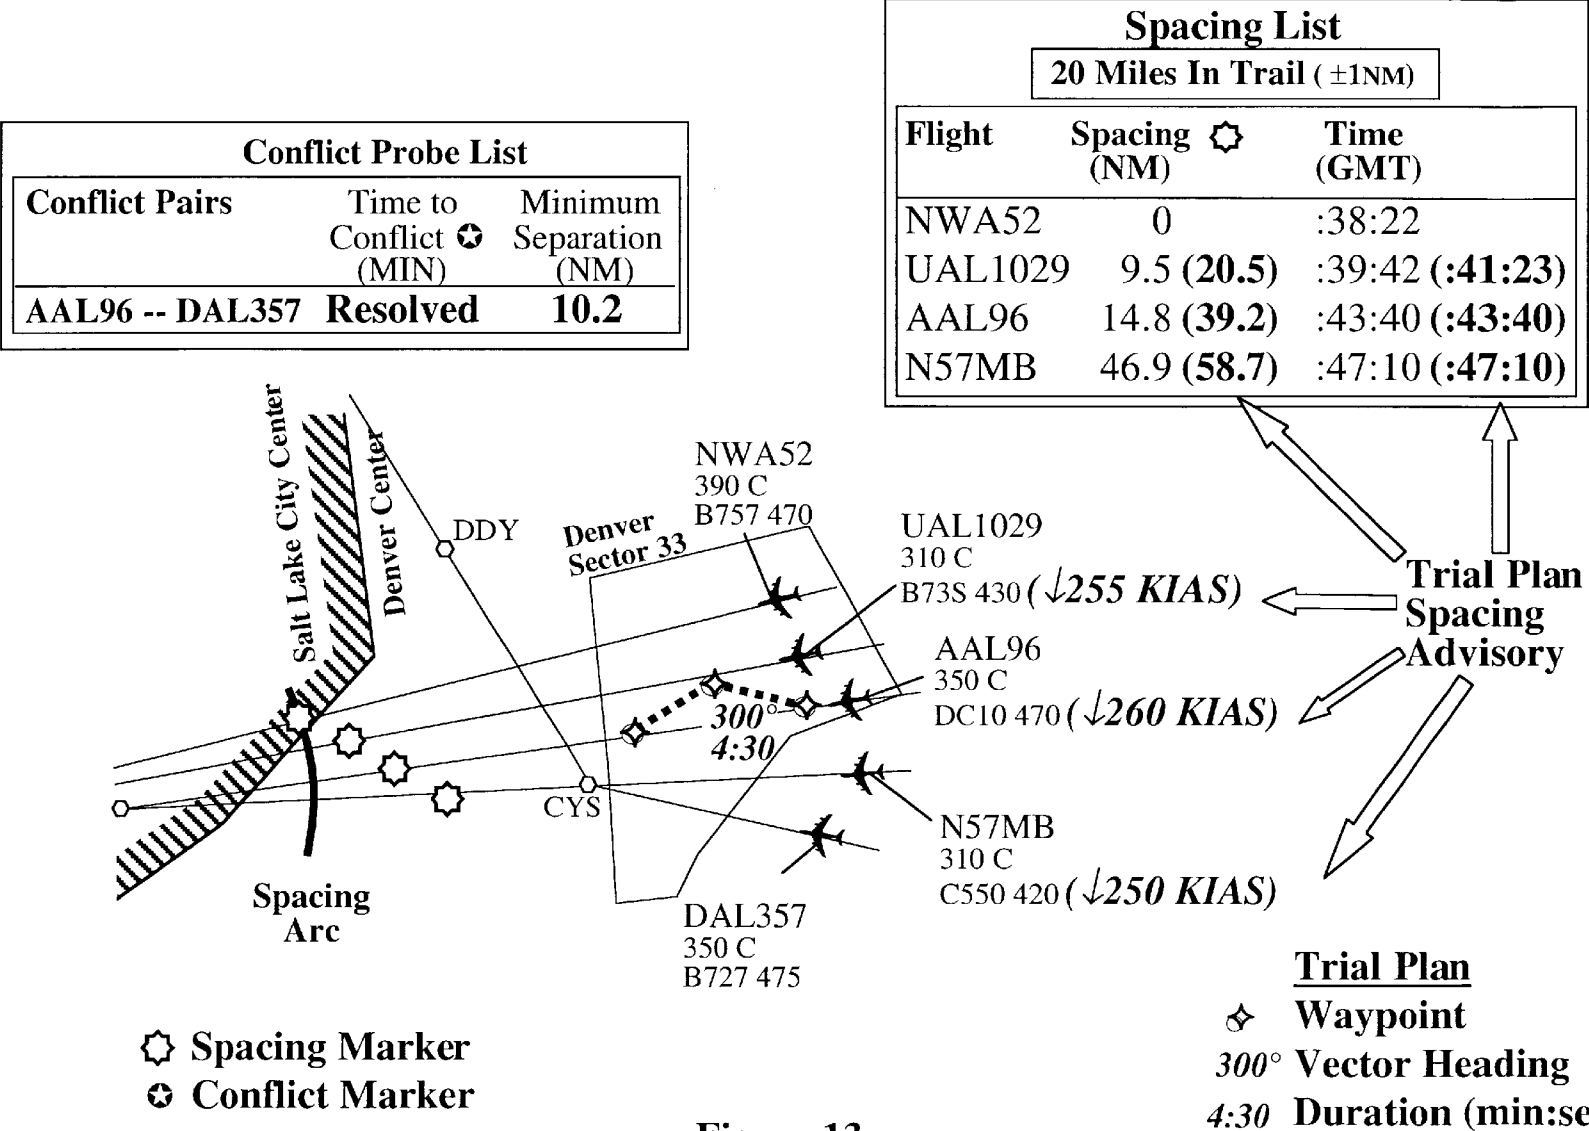 Spacing List
20 Miles In Trail ( ±1NM)
Flight Spacing Time
(NM) (GMT)
NWA52 0 :38:22
UAL1029 9.5 (20.5) :39:42 (:41:23)
AAL96 14.8 (39.2) :43:40 (:43:40)
N57MB 46.9 (58.7) :47:10 (:47:10)
Conflict Probe List
Conflict Pairs Time to Minimum
Conflict Separation
(MIN) (NM)
AAL96 -- DAL357 Resolved 10.2
Salt Lake City Center
Denver Center
DDY
Denver
Sector 33
NWA52
390 C
B757 470
UAL1029
310 C
B73S 430 (↓255 KIAS)
AAL96
350 C
DC10 470 (↓260 KIAS)
300°
4:30
CYS
N57MB
310 C
C550 420 (↓250 KIAS)
DAL357
350 C
B727 475
Trial Plan
Spacing
Advisory
Spacing
Arc
Spacing Marker
Conflict Marker
Trial Plan
Waypoint
300° Vector Heading
4:30 Duration (min:se
13